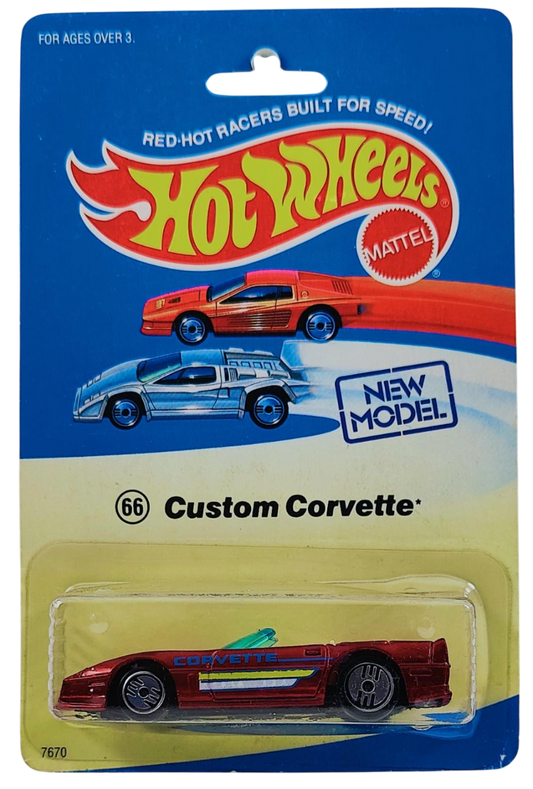 FOR AGES OVER 3.
RED-HOT RACERS BUILT FOR SPEED!
HOT WHEELS®
MATTEL
®
NEW
MODEL
66 Custom Corvette*
CORVETTE
7670